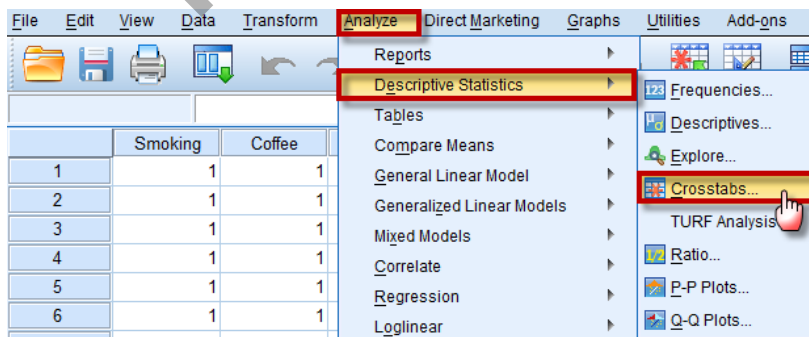 File Edit View Data Transform Analyze Direct Marketing Graphs Utilities Add-ons
Reports
Descriptive Statistics
Tables
Compare Means
General Linear Model
Generalized Linear Models
Mixed Models
Correlate
Regression
Loglinear
123 Frequencies...
Descriptives...
Explore...
Crosstabs...
TURF Analysis
1/2 Ratio...
P-P Plots...
Q-Q Plots...
Smoking Coffee
1 1 1
2 1 1
3 1 1
4 1 1
5 1 1
6 1 1